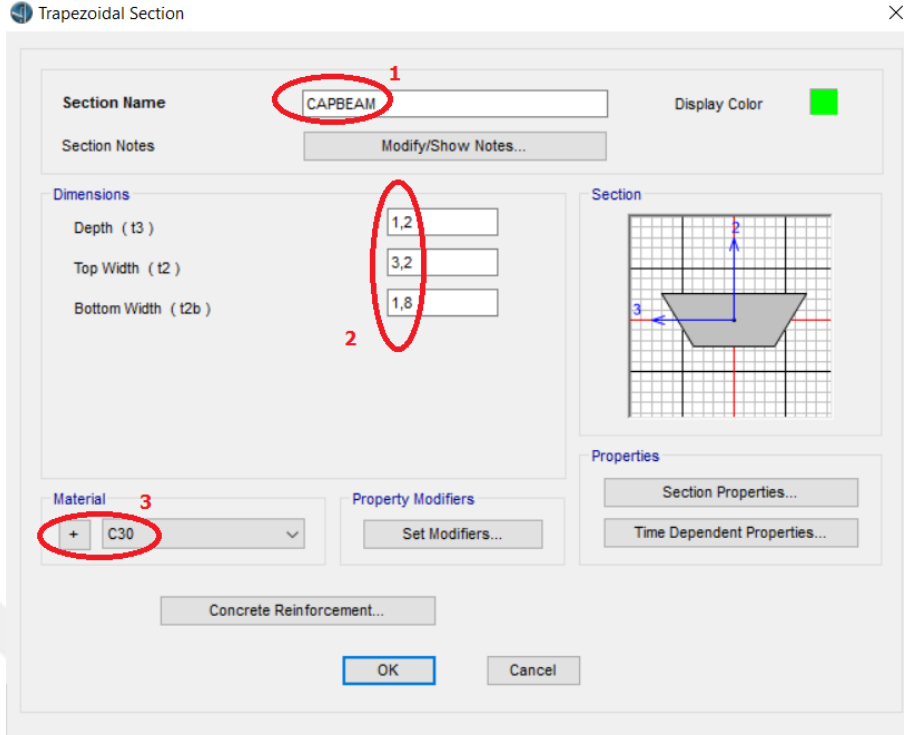 Trapezoidal Section
1
Section Name CAPBEAM Display Color
Section Notes Modify/Show Notes...
Dimensions
Depth ( t3 ) 1,2
Top Width ( t2 ) 3,2
Bottom Width ( t2b ) 1,8
2
Section
2
3
Properties
Section Properties...
Time Dependent Properties...
Material 3
+ C30
Property Modifiers
Set Modifiers...
Concrete Reinforcement...
OK Cancel